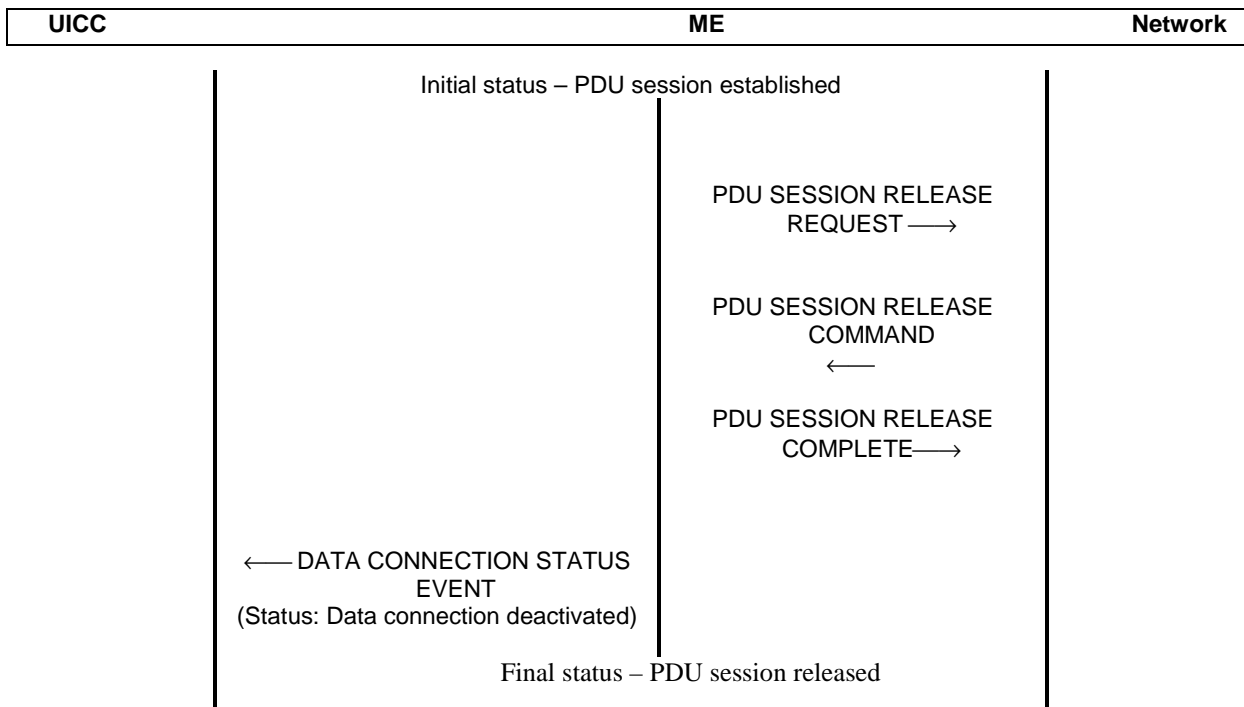 UICC ME Network
Initial status – PDU session established
PDU SESSION RELEASE
REQUEST ⟶
PDU SESSION RELEASE
COMMAND
⟵
PDU SESSION RELEASE
COMPLETE⟶
⟵ DATA CONNECTION STATUS
EVENT
(Status: Data connection deactivated)
Final status – PDU session released